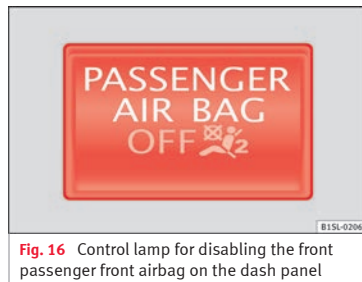 PASSENGER
AIR BAG
OFF 2
B1SL-0206
Fig. 16 Control lamp for disabling the front
passenger front airbag on the dash panel